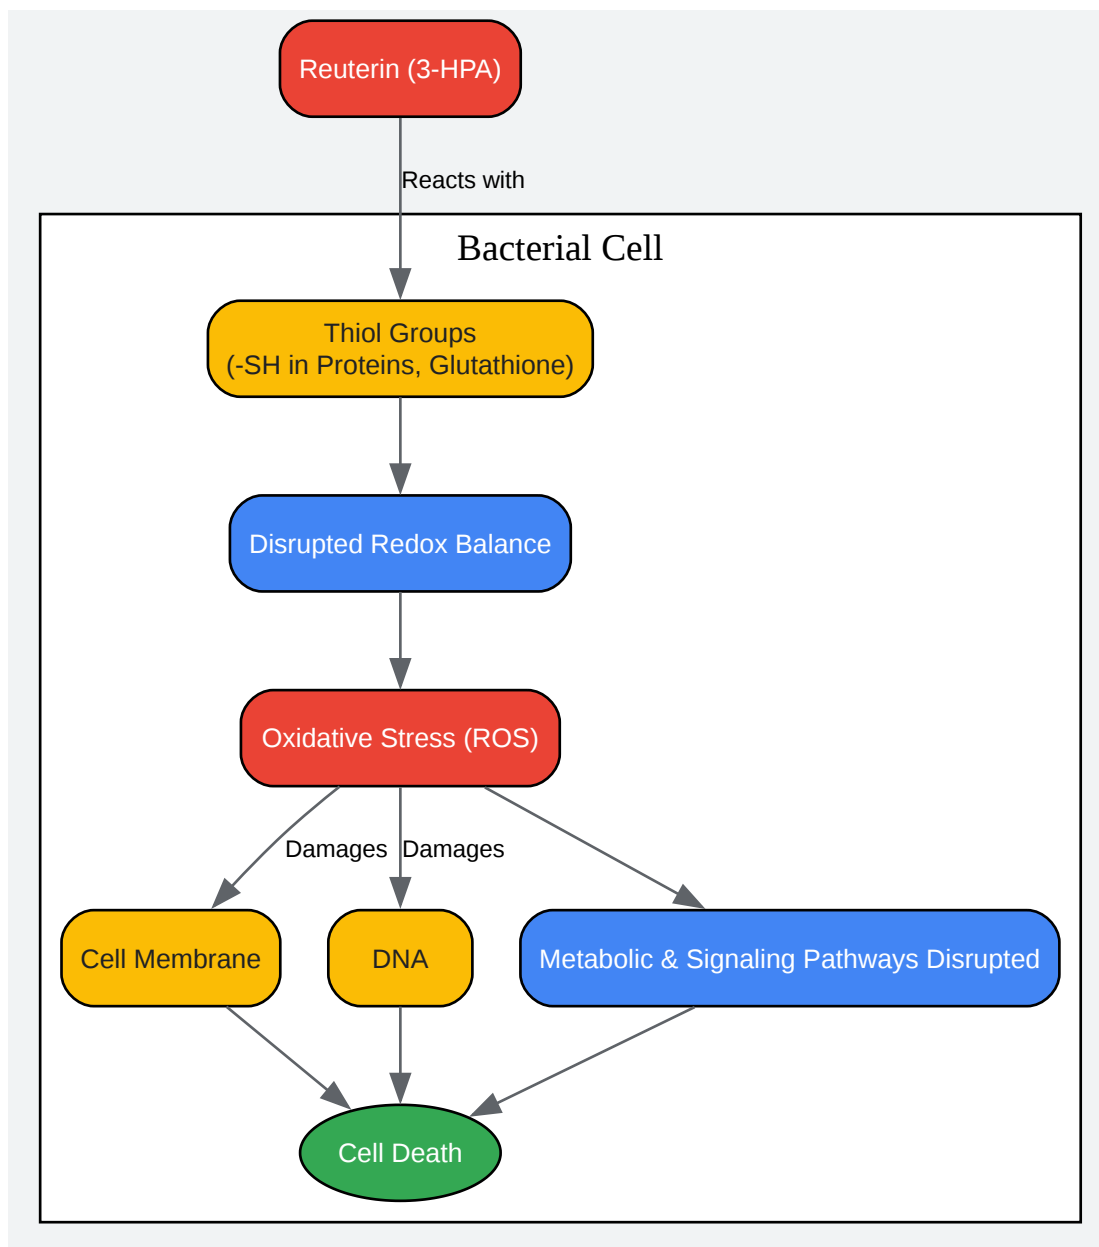 Reuterin (3-HPA)
Reacts with
Bacterial Cell
Thiol Groups
(-SH in Proteins, Glutathione)
Disrupted Redox Balance
Oxidative Stress (ROS)
Damages
Damages
Cell Membrane
DNA
Metabolic & Signaling Pathways Disrupted
Cell Death